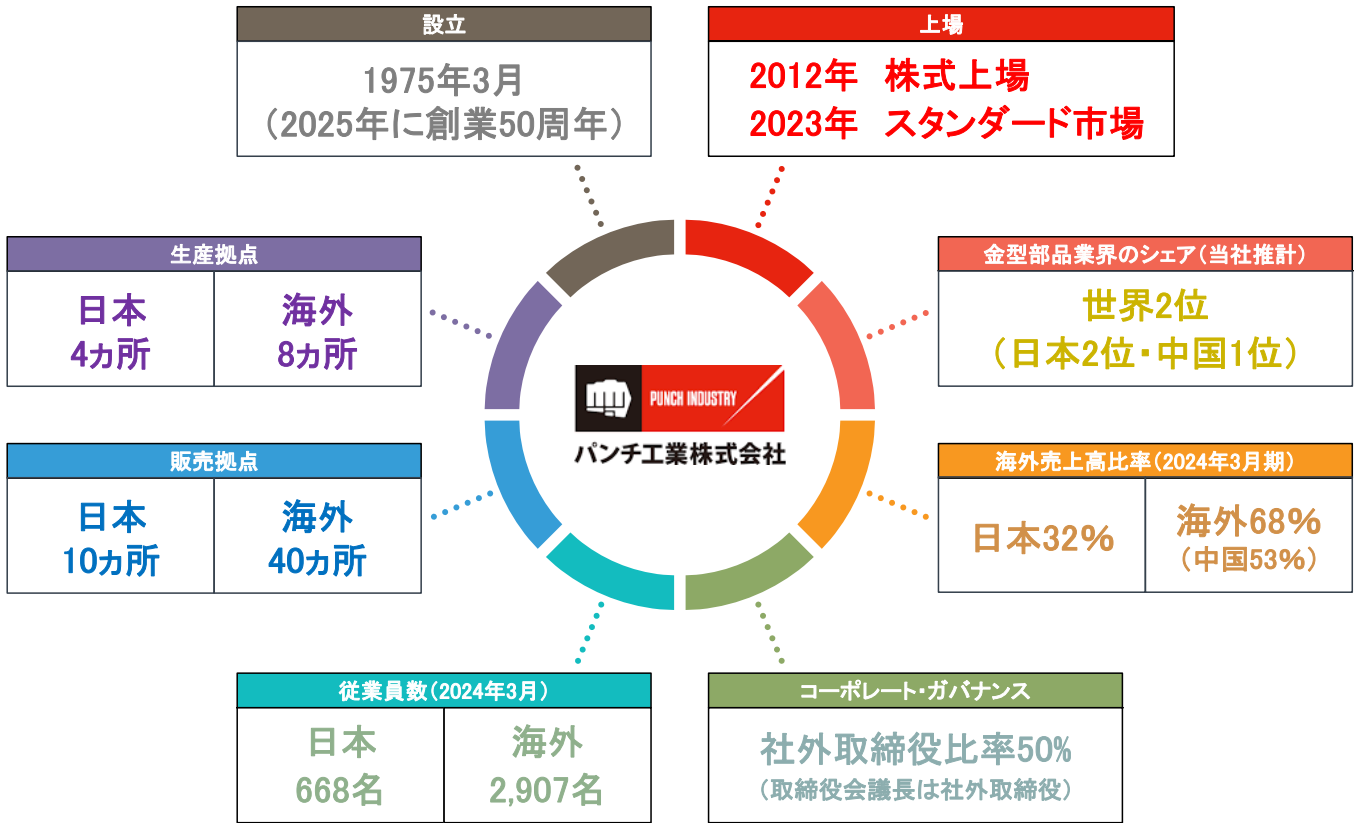 設立
1975年3月
（2025年に創業50周年）
上場
2012年　株式上場
2023年　スタンダード市場
生産拠点
日本
4カ所
海外
8カ所
金型部品業界のシェア（当社推計）
世界2位
（日本2位・中国1位）
PUNCH INDUSTRY
パンチ工業株式会社
販売拠点
日本
10カ所
海外
40カ所
海外売上高比率（2024年3月期）
日本32%
海外68%
（中国53%）
従業員数（2024年3月）
日本
668名
海外
2,907名
コーポレート・ガバナンス
社外取締役比率50%
（取締役会議長は社外取締役）